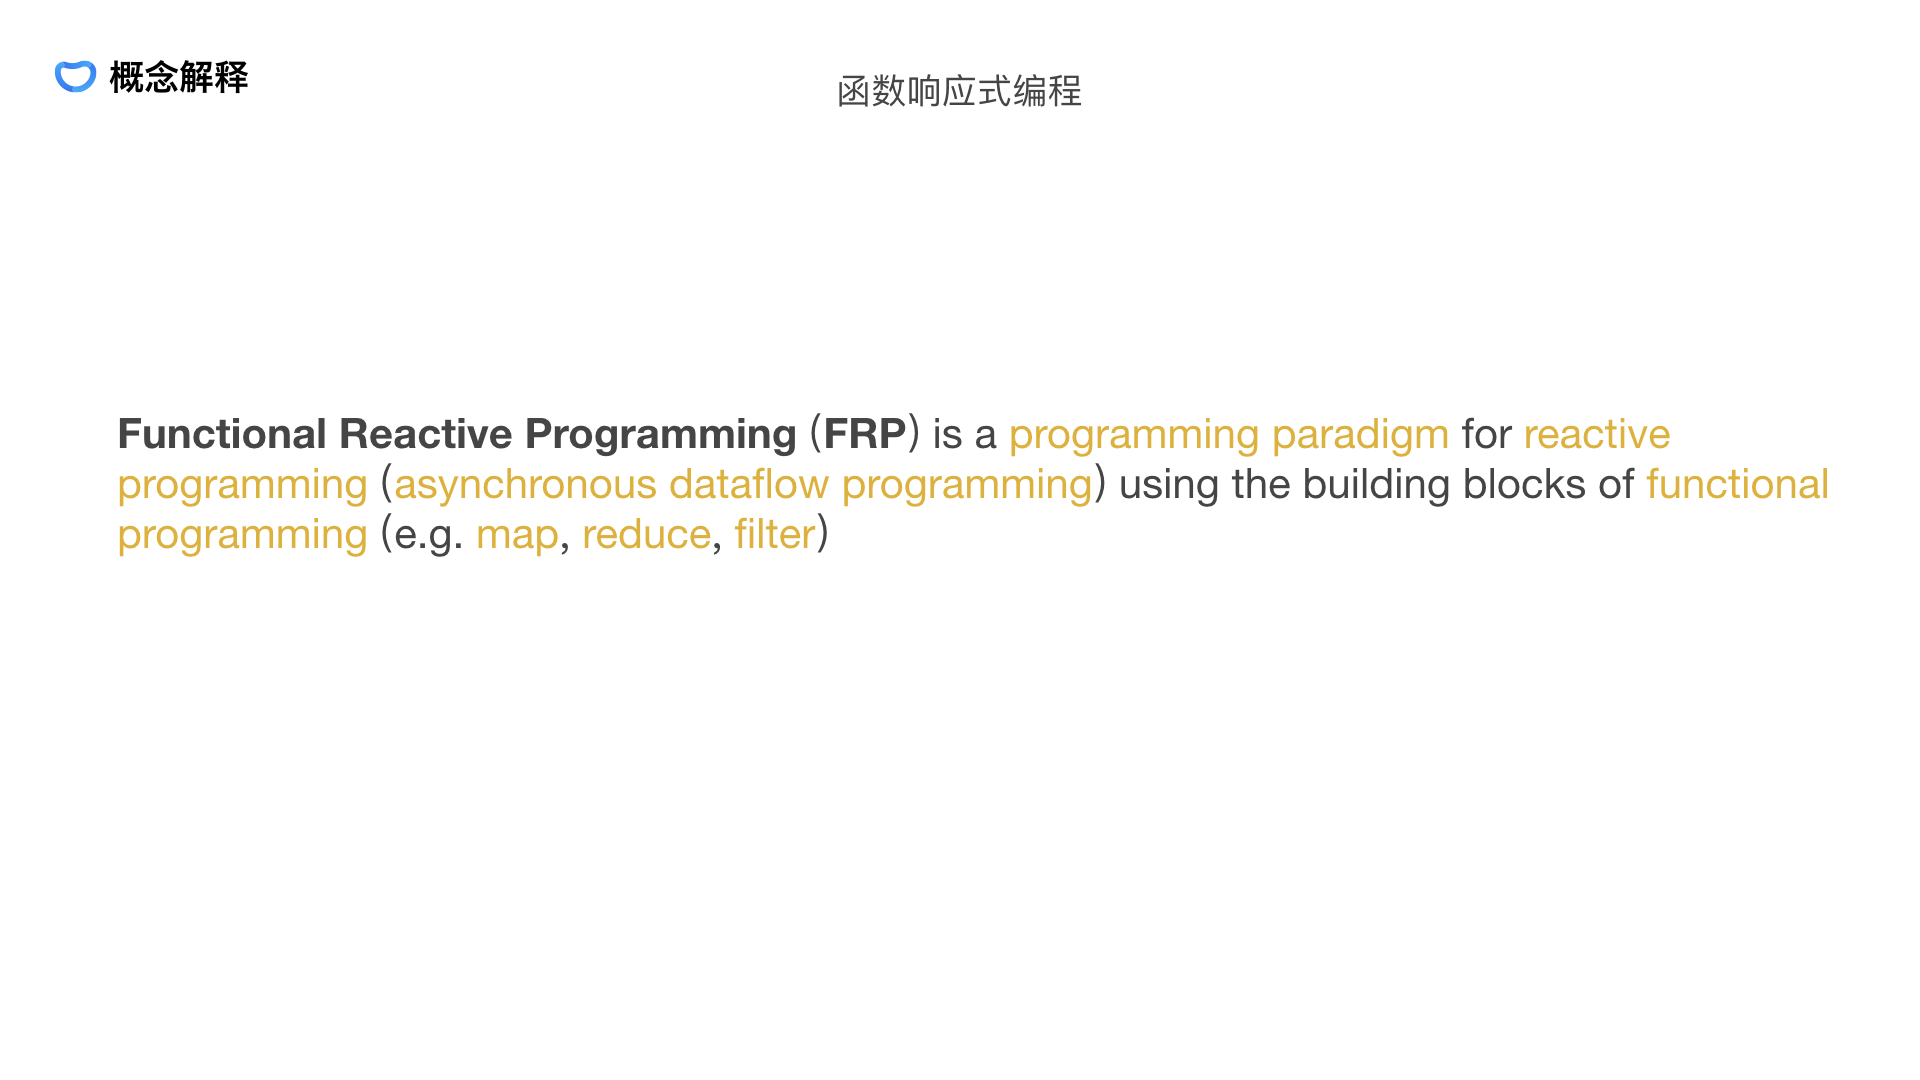 概念解释
函数响应式编程
Functional Reactive Programming (FRP) is a programming paradigm for reactive
programming (asynchronous dataflow programming) using the building blocks of functional
programming (e.g. map, reduce, filter)